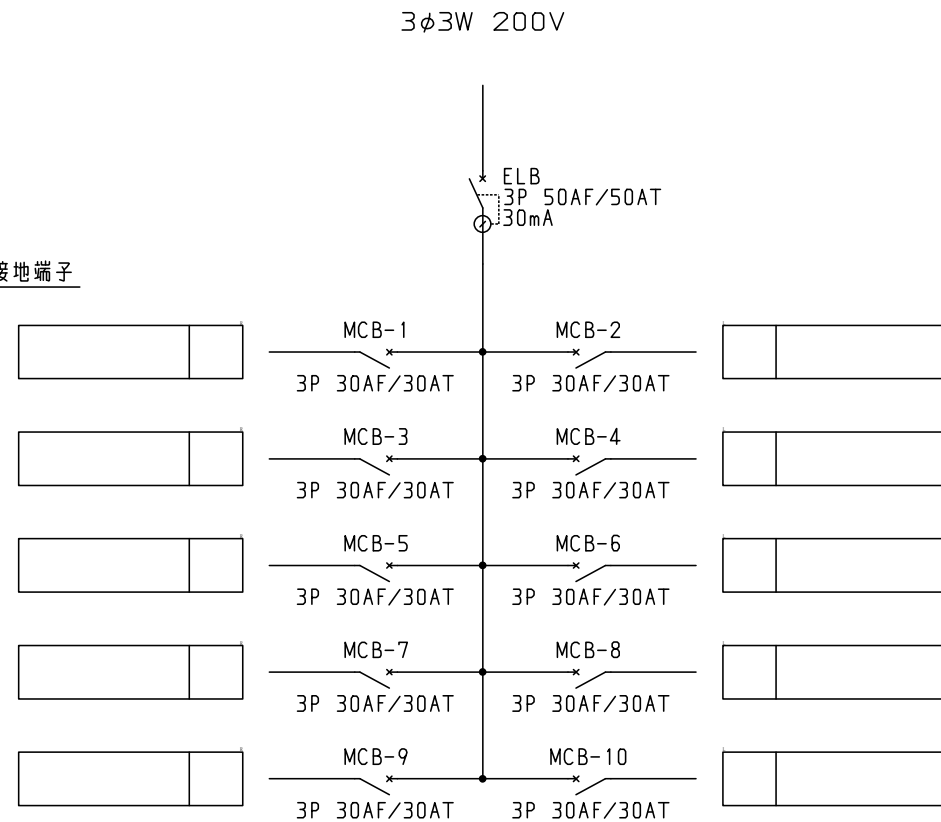 3φ3W 200V
ELB
3P 50AF/50AT
30mA
接地端子
MCB-1 MCB-2
3P 30AF/30AT 3P 30AF/30AT
MCB-3 MCB-4
3P 30AF/30AT 3P 30AF/30AT
MCB-5 MCB-6
3P 30AF/30AT 3P 30AF/30AT
MCB-7 MCB-8
3P 30AF/30AT 3P 30AF/30AT
MCB-9 MCB-10
3P 30AF/30AT 3P 30AF/30AT